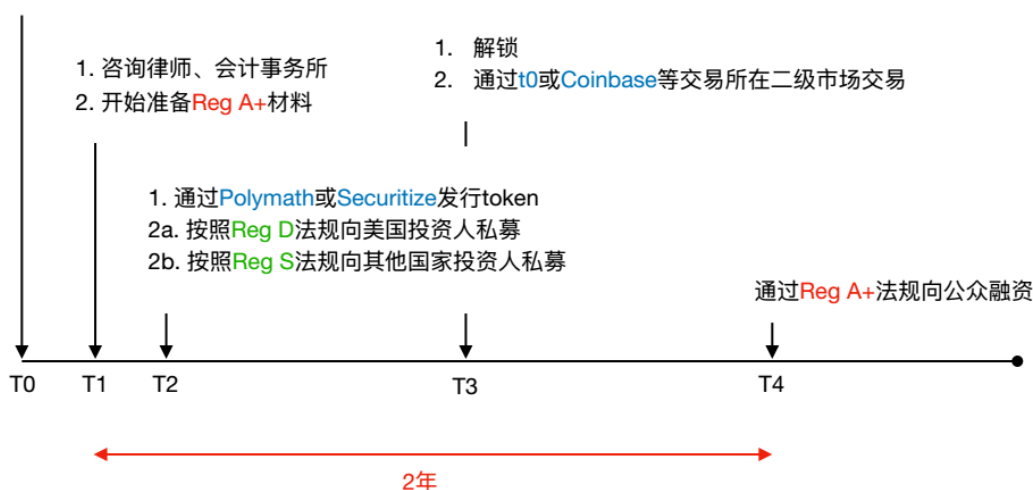 1. 咨询律师、会计事务所
2. 开始准备Reg A+材料
1. 解锁
2. 通过t0或Coinbase等交易所在二级市场交易
1. 通过Polymath或Securitize发行token
2a. 按照Reg D法规向美国投资人私募
2b. 按照Reg S法规向其他国家投资人私募
通过Reg A+法规向公众融资
T0 T1 T2 T3 T4
2年